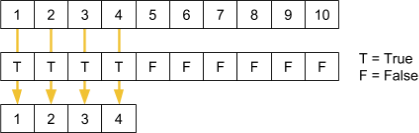 1 2 3 4 5 6 7 8 9 10
T T T T F F F F F F
T = True
F = False
1 2 3 4